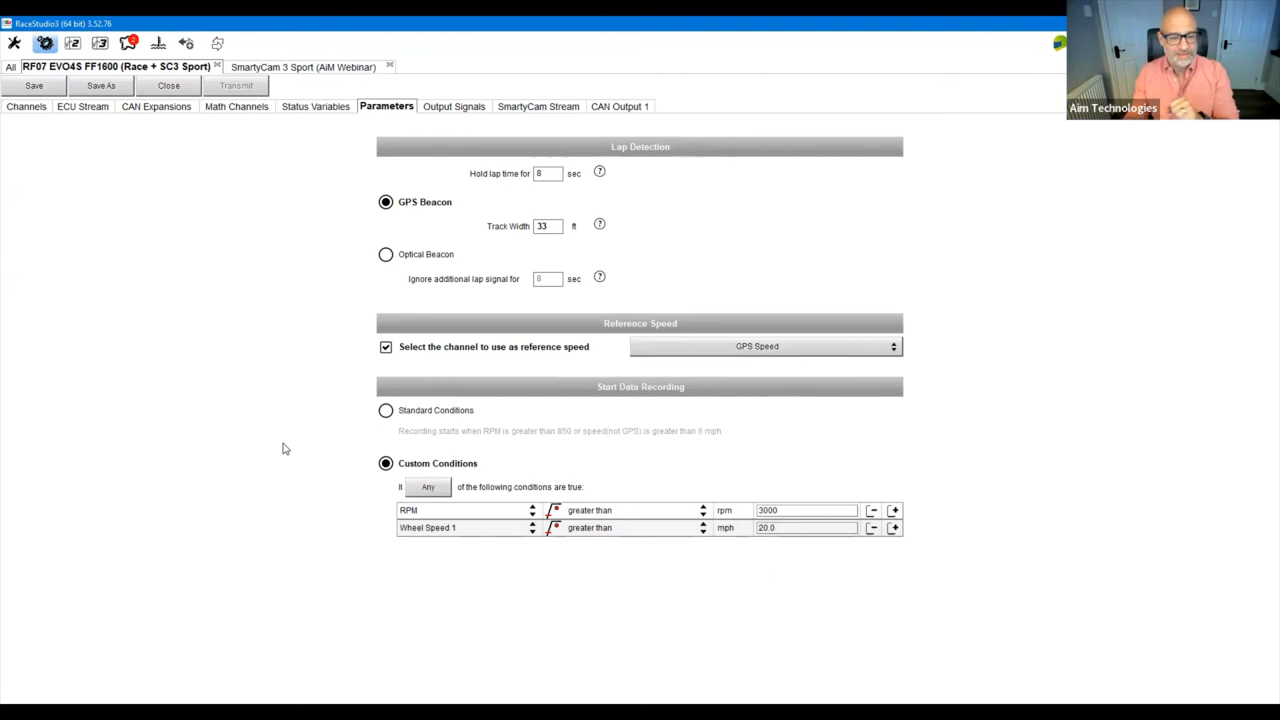 RaceStudio3 (64 bit) 3.52.76
2 3 2
All RF07 EVO4S FF1600 (Race + SC3 Sport) SmartyCam 3 Sport (AiM Webinar)
Save Save As Close Transmit
Channels ECU Stream CAN Expansions Math Channels Status Variables Parameters Output Signals SmartyCam Stream CAN Output 1
Aim Technologies
Lap Detection
Hold lap time for 8 sec ?
GPS Beacon
Track Width 33 ft ?
Optical Beacon
Ignore additional lap signal for 8 sec ?
Reference Speed
Select the channel to use as reference speed GPS Speed
Start Data Recording
Standard Conditions
Recording starts when RPM is greater than 850 or speed(not GPS) is greater than 6 mph
Custom Conditions
If Any of the following conditions are true:
RPM greater than rpm 3000
Wheel Speed 1 greater than mph 20.0